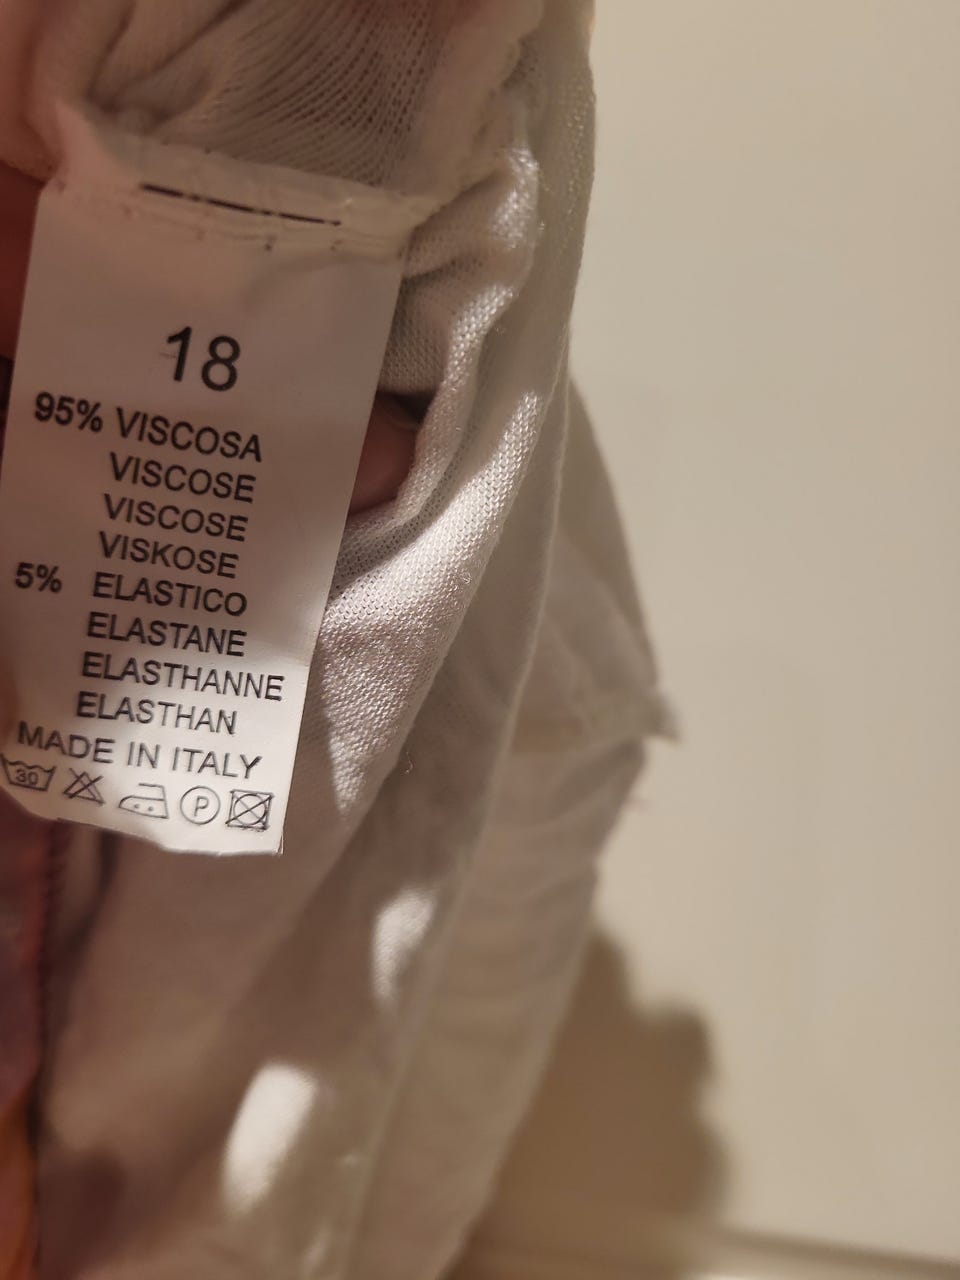 18
95% VISCOSA
VISCOSE
VISCOSE
VISKOSE
5% ELASTICO
ELASTANE
ELASTHANNE
ELASTHAN
MADE IN ITALY
30 P